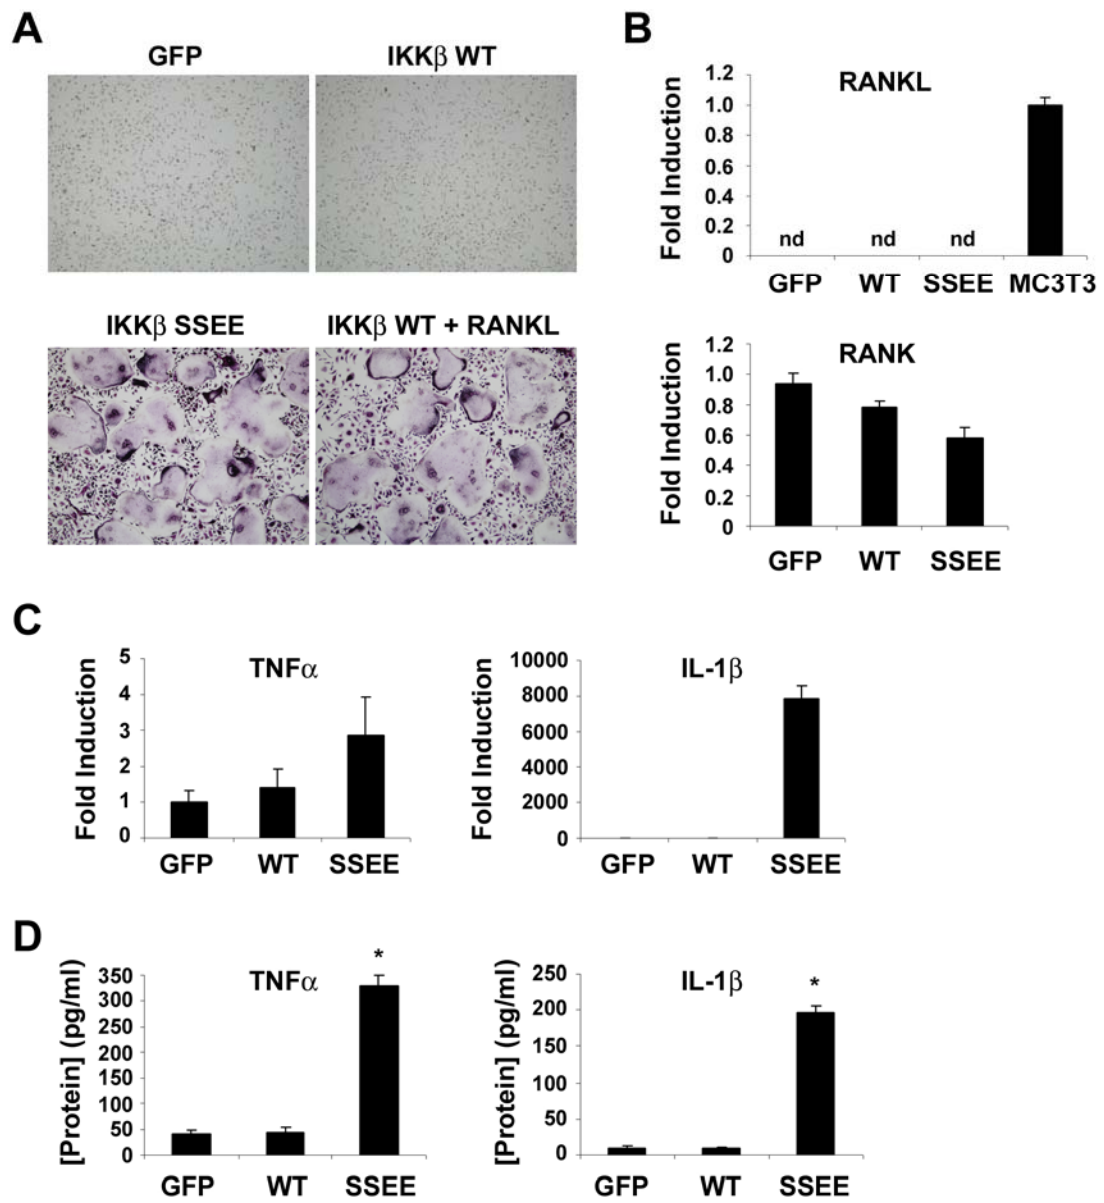 A
GFP
IKKβ WT
IKKβ SSEE
IKKβ WT + RANKL
B
RANKL
Fold Induction
1.2
1.0
0.8
0.6
0.4
0.2
0
nd
nd
nd
GFP
WT
SSEE
MC3T3
RANK
Fold Induction
1.2
1.0
0.8
0.6
0.4
0.2
0
GFP
WT
SSEE
C
TNFα
Fold Induction
5
4
3
2
1
0
GFP
WT
SSEE
IL-1β
Fold Induction
10000
8000
6000
4000
2000
0
GFP
WT
SSEE
D
TNFα
[Protein] (pg/ml)
350
300
250
200
150
100
50
0
*
GFP
WT
SSEE
IL-1β
[Protein] (pg/ml)
250
200
150
100
50
0
*
GFP
WT
SSEE